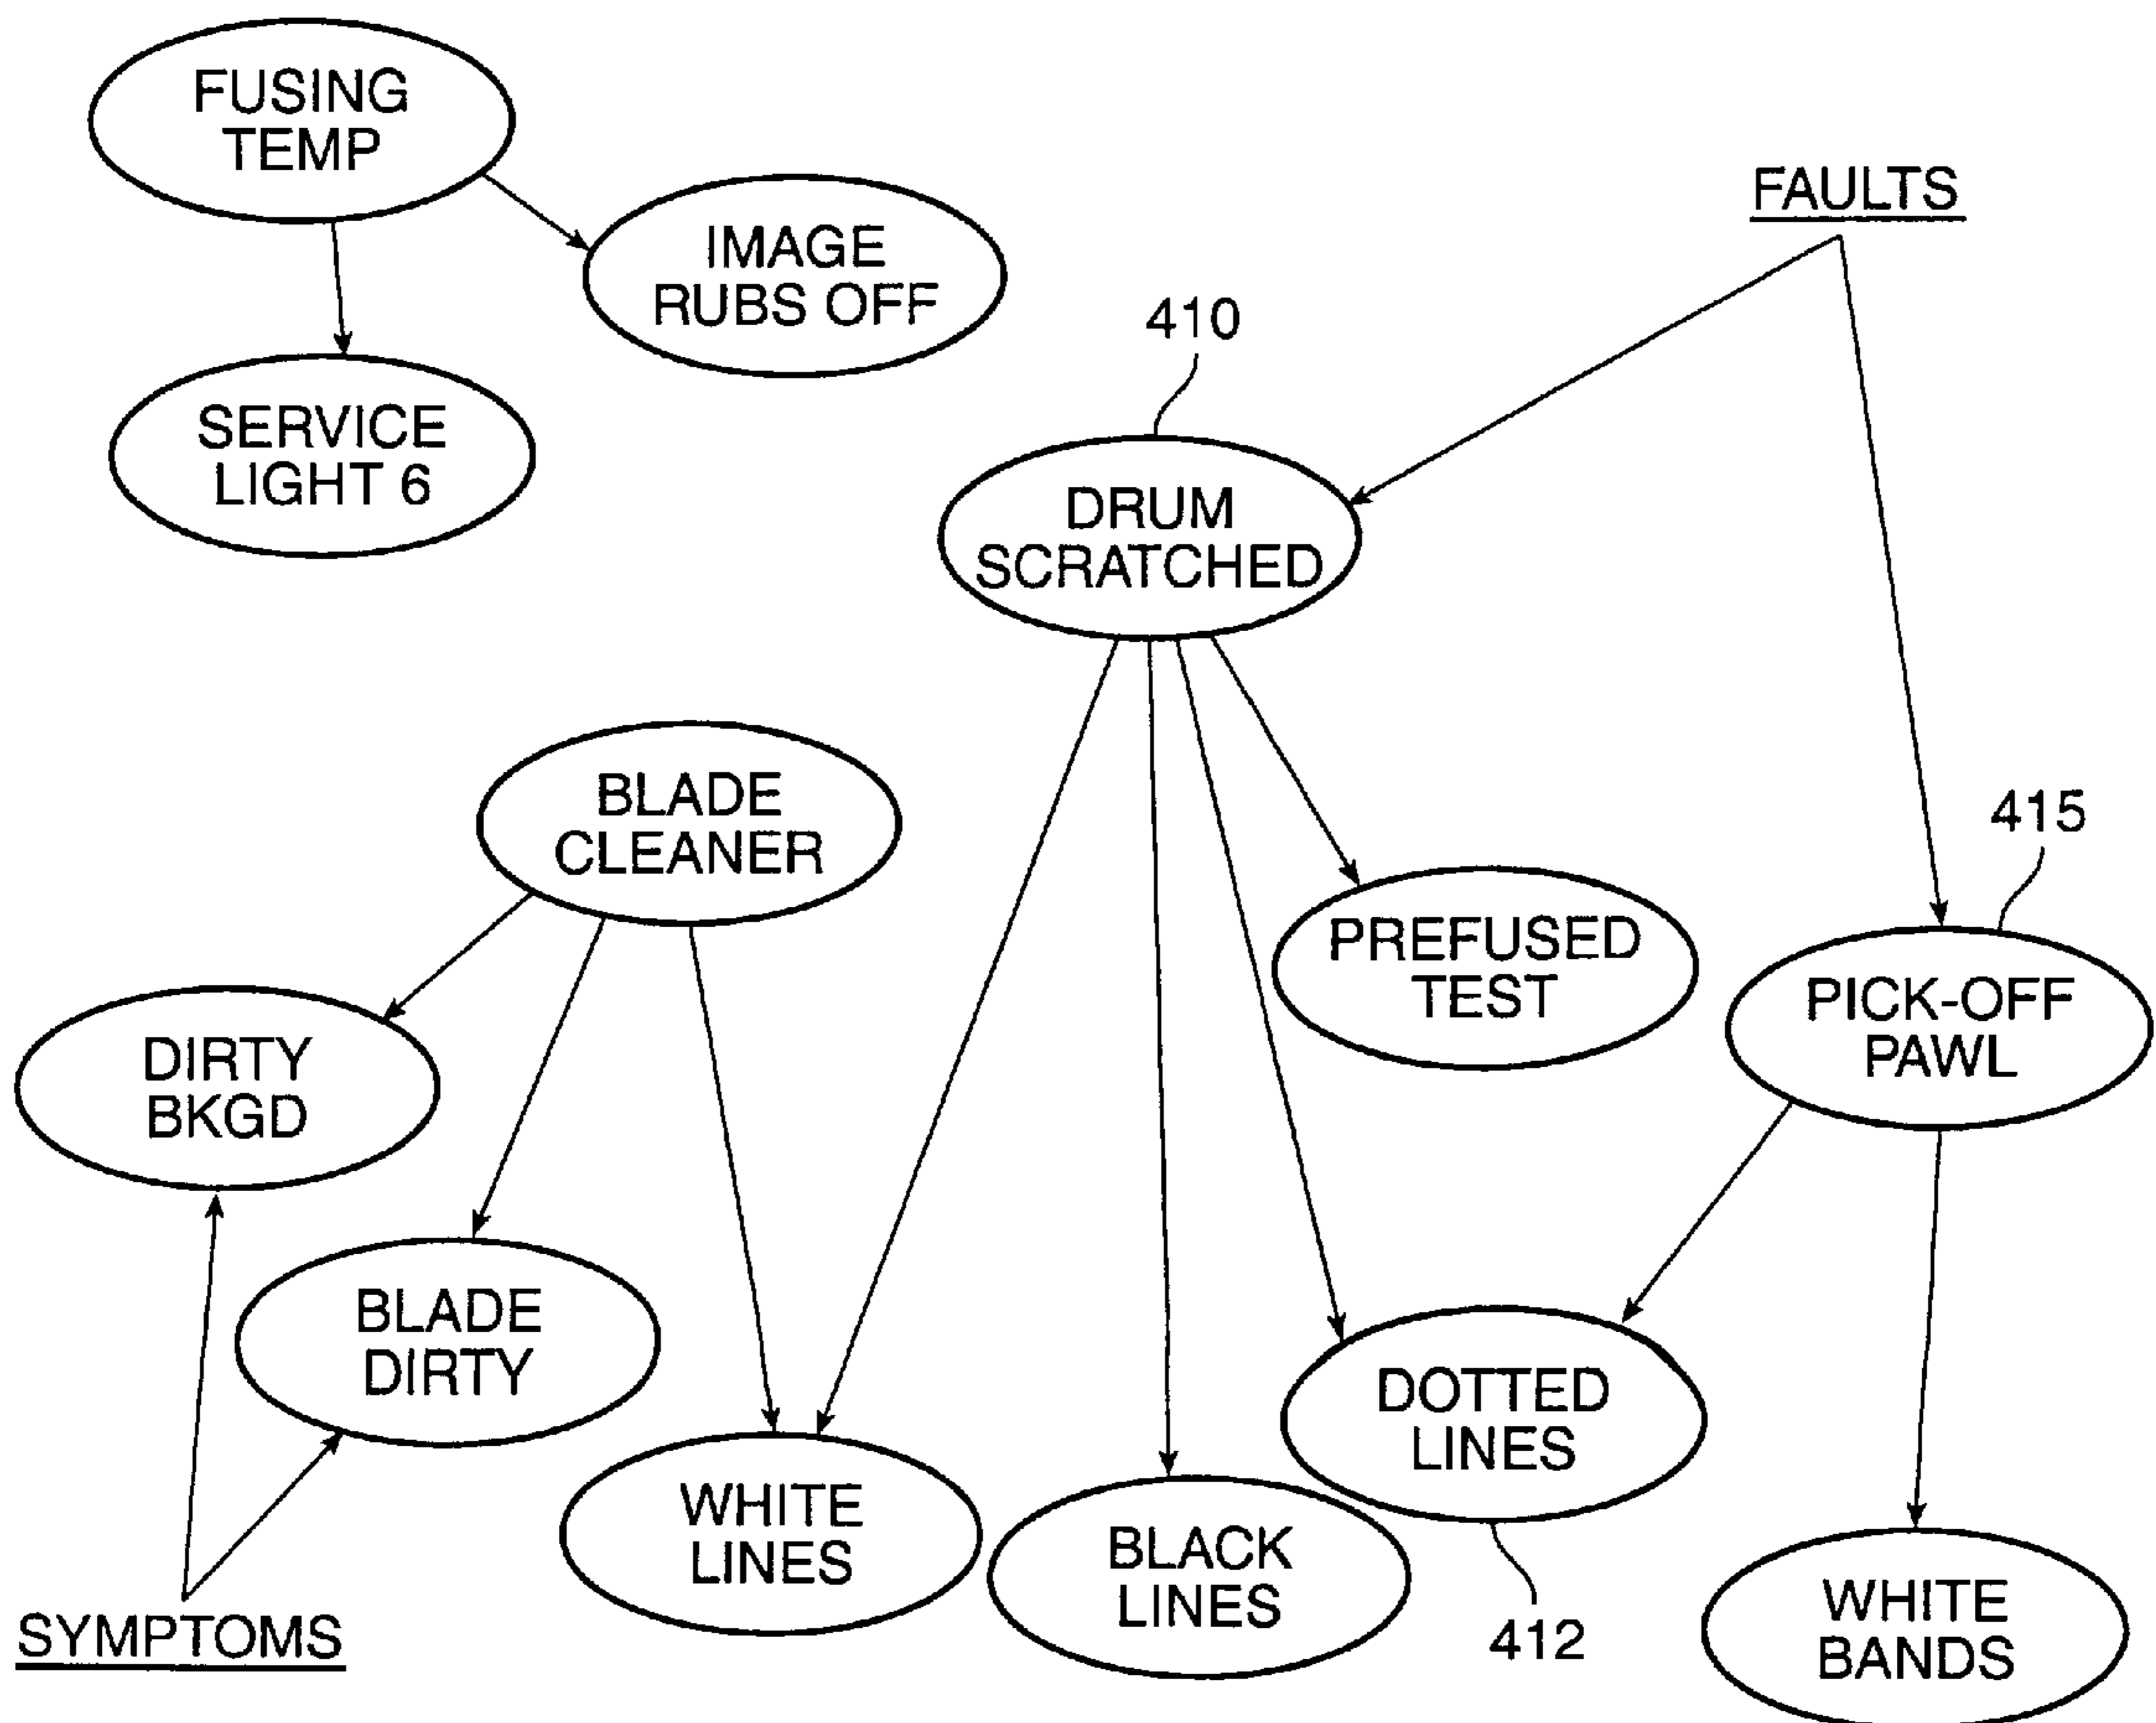 FUSING
TEMP
FAULTS
IMAGE
RUBS OFF
410
SERVICE
LIGHT 6
DRUM
SCRATCHED
BLADE
CLEANER
415
PREFUSED
TEST
PICK-OFF
PAWL
DIRTY
BKGD
BLADE
DIRTY
DOTTED
LINES
WHITE
LINES
BLACK
LINES
412
WHITE
BANDS
SYMPTOMS